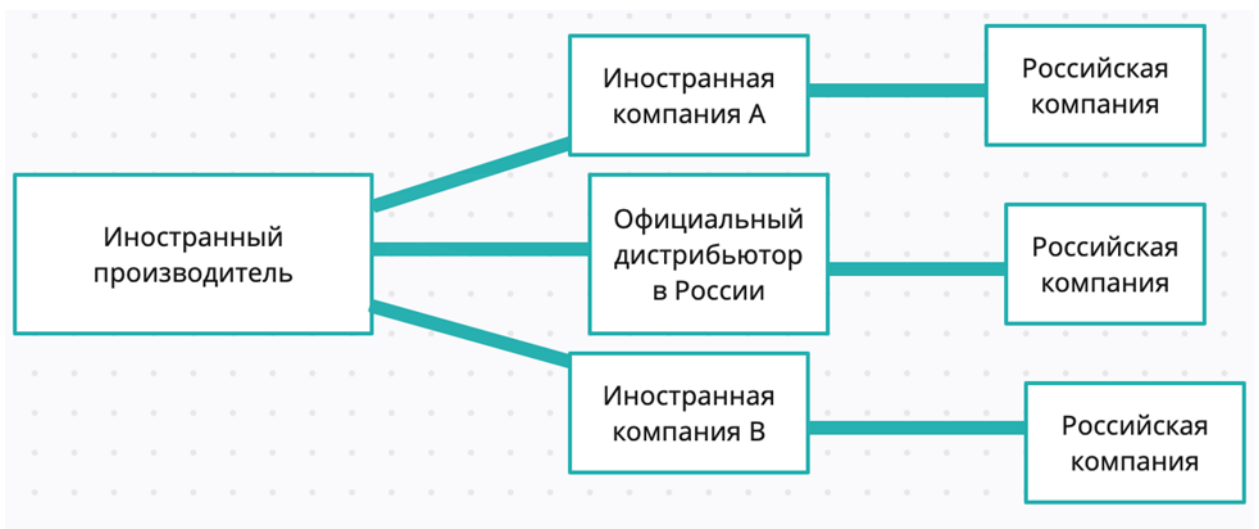 Иностранный
производитель
Иностранная
компания А
Российская
компания
Официальный
дистрибьютор
в России
Российская
компания
Иностранная
компания В
Российская
компания